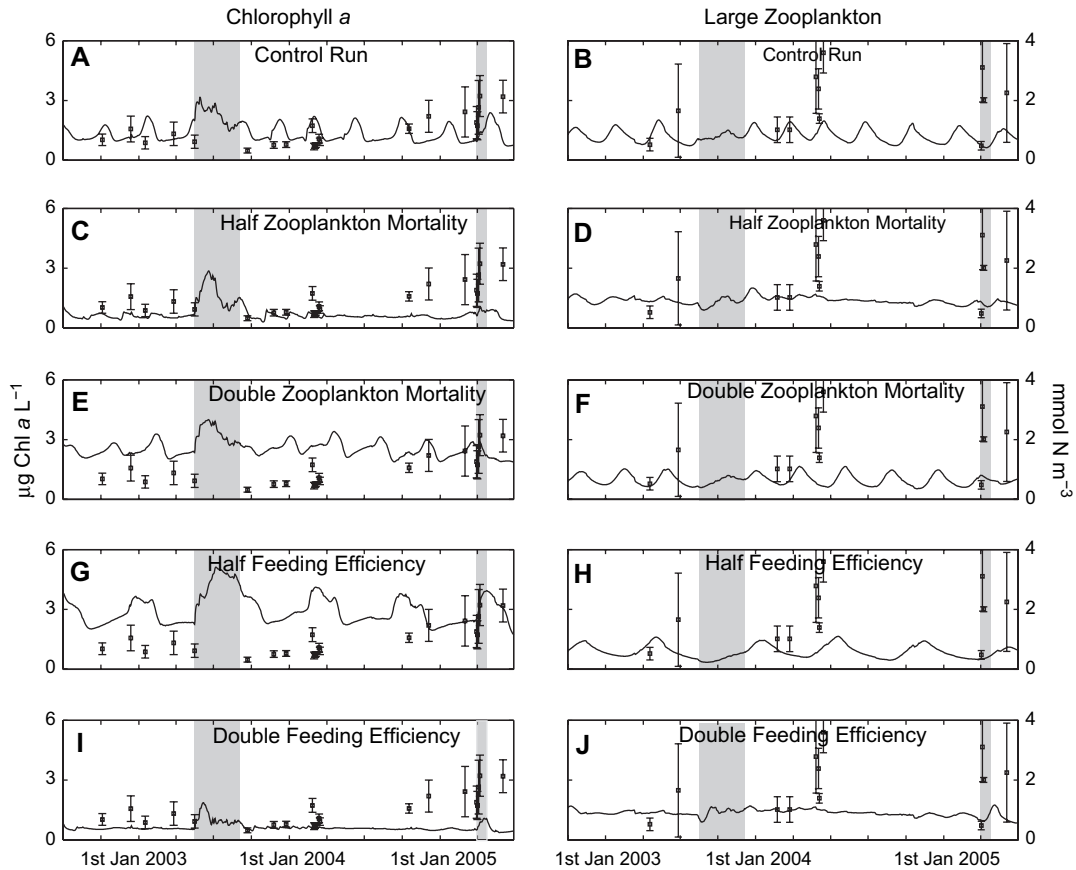 Chlorophyll a
Large Zooplankton
6
A
Control Run
3
0
B
Control Run
4
2
0
6
C
Half Zooplankton Mortality
3
0
D
Half Zooplankton Mortality
4
2
0
6
E
Double Zooplankton Mortality
3
0
F
Double Zooplankton Mortality
4
2
0
6
G
Half Feeding Efficiency
3
0
H
Half Feeding Efficiency
4
2
0
6
I
Double Feeding Efficiency
3
0
J
Double Feeding Efficiency
4
2
0
µg Chl a L⁻¹
mmol N m⁻³
1st Jan 2003
1st Jan 2004
1st Jan 2005
1st Jan 2003
1st Jan 2004
1st Jan 2005